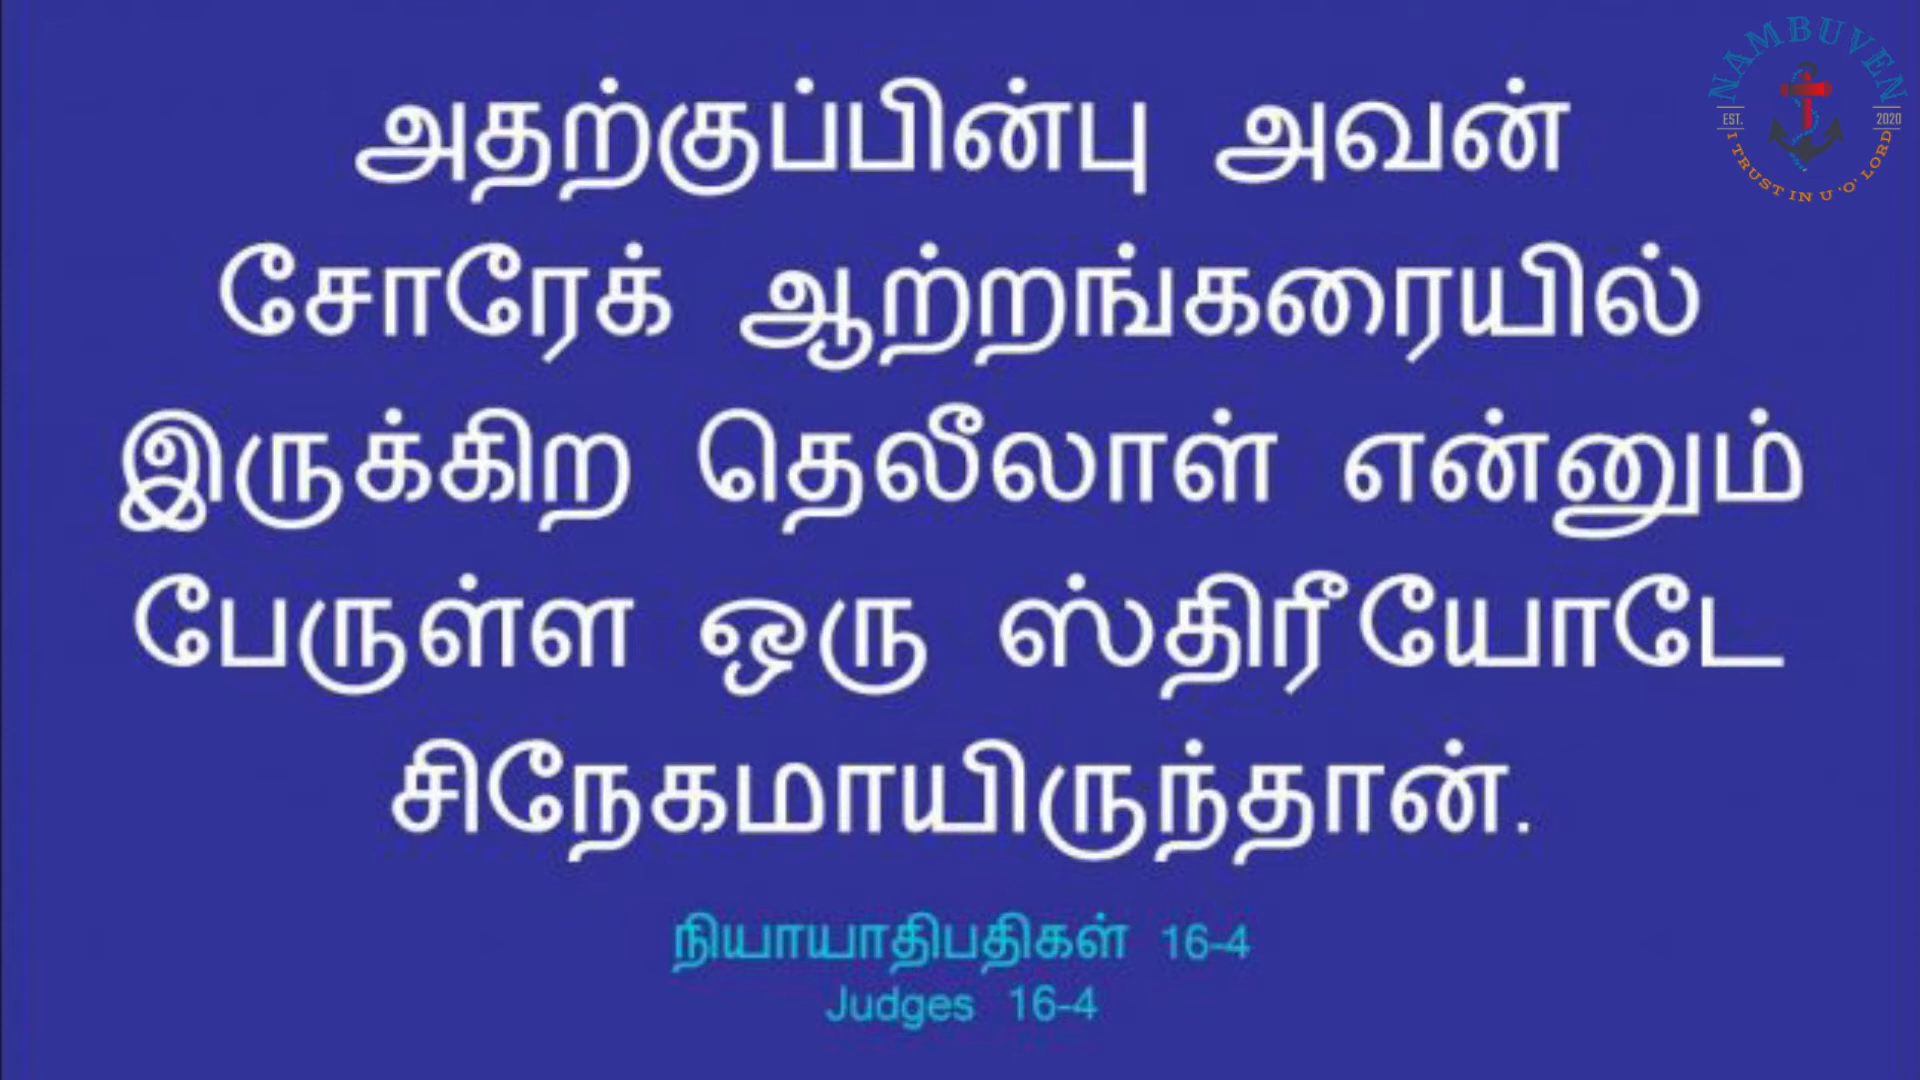 NAMBUVEN
EST. 2020
I TRUST IN U 'O' LORD
அதற்குப்பின்பு அவன்
சோரேக் ஆற்றங்கரையில்
இருக்கிற தெலீலாள் என்னும்
பேருள்ள ஒரு ஸ்திரீயோடே
சிநேகமாயிருந்தான்.
நியாயாதிபதிகள் 16-4
Judges 16-4